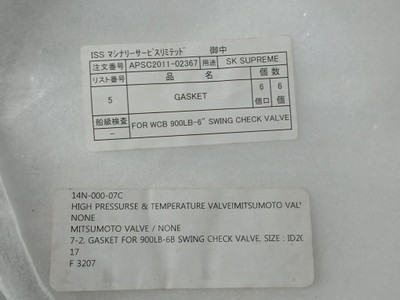 ISS マシナリーサービスリミテッド 御中
注文番号 APSC2011-02367 用途 SK SUPREME
リスト番号 品 名 個 数
5 GASKET 6 個口 6 個
船級検査 FOR WCB 900LB-6" SWING CHECK VALVE
-
14N-000-07C
HIGH PRESSURSE & TEMPERATURE VALVEIMITSUMOTO VALV
NONE
MITSUMOTO VALVE / NONE
7-2. GASKET FOR 900LB-6B SWING CHECK VALVE. SIZE : ID20
17
F 3207